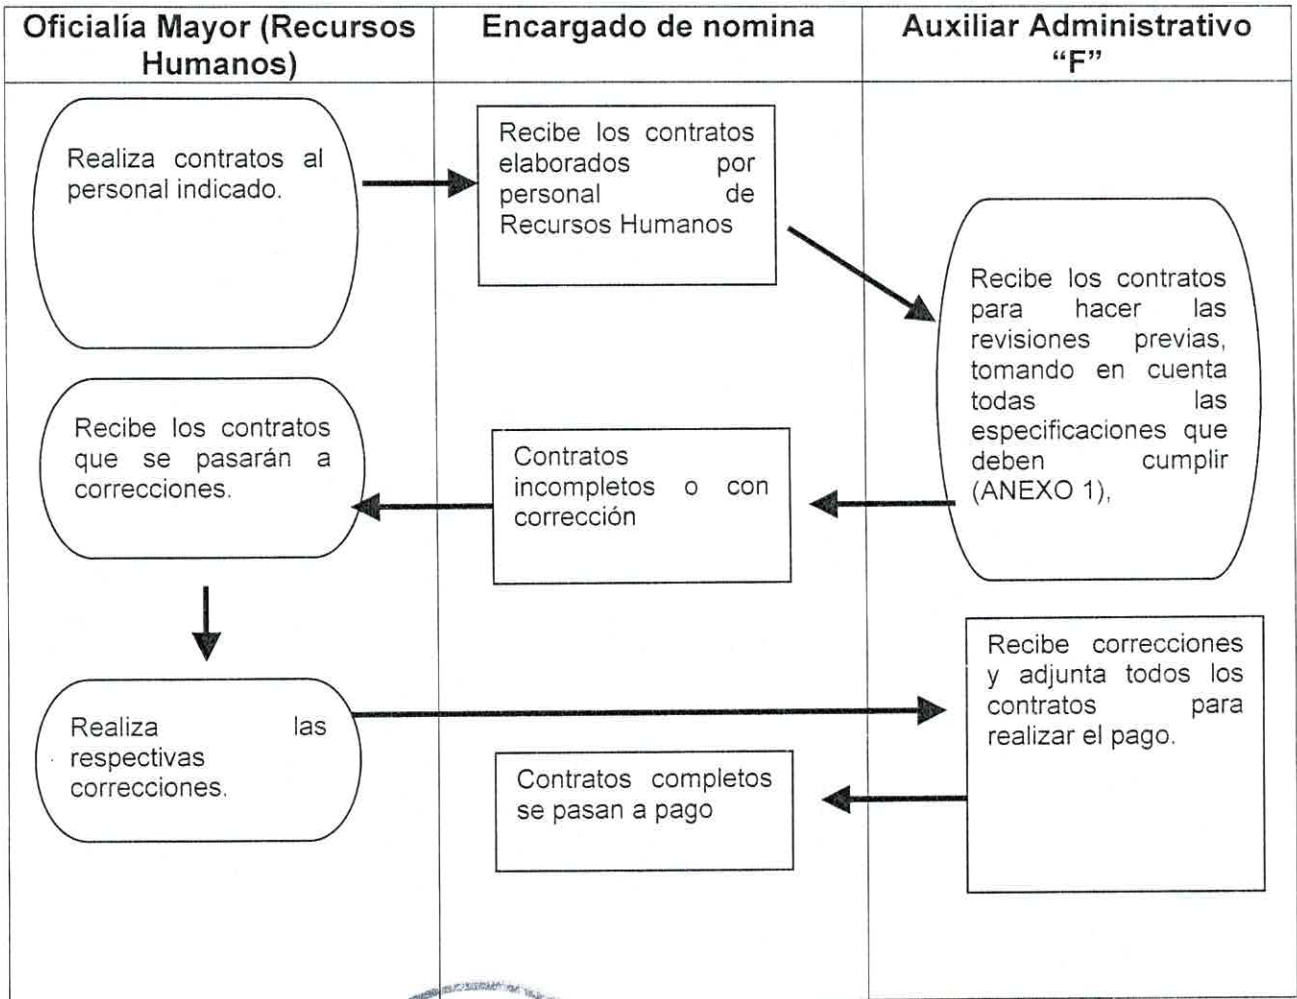 Oficialía Mayor (Recursos
Humanos)
Encargado de nomina
Auxiliar Administrativo
“F”
Realiza contratos al
personal indicado.
Recibe los contratos
elaborados por
personal de
Recursos Humanos
Recibe los contratos
para hacer las
revisiones previas,
tomando en cuenta
todas las
especificaciones que
deben cumplir
(ANEXO 1),
Contratos
incompletos o con
corrección
Recibe los contratos
que se pasarán a
correcciones.
Realiza las
respectivas
correcciones.
Recibe correcciones
y adjunta todos los
contratos para
realizar el pago.
Contratos completos
se pasan a pago